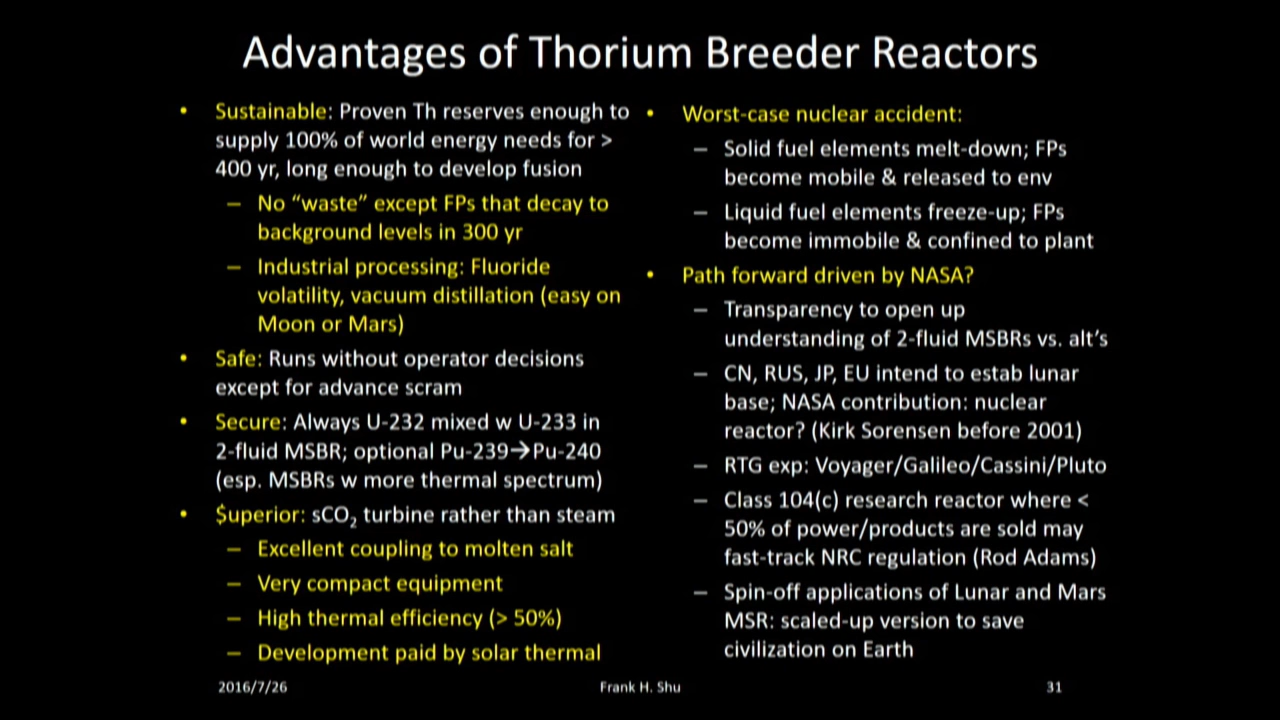 Advantages of Thorium Breeder Reactors
• Sustainable: Proven Th reserves enough to
supply 100% of world energy needs for >
400 yr, long enough to develop fusion
– No “waste” except FPs that decay to
background levels in 300 yr
– Industrial processing: Fluoride
volatility, vacuum distillation (easy on
Moon or Mars)
• Safe: Runs without operator decisions
except for advance scram
• Secure: Always U-232 mixed w U-233 in
2-fluid MSBR; optional Pu-239→Pu-240
(esp. MSBRs w more thermal spectrum)
• $uperior: sCO₂ turbine rather than steam
– Excellent coupling to molten salt
– Very compact equipment
– High thermal efficiency (> 50%)
– Development paid by solar thermal
• Worst-case nuclear accident:
– Solid fuel elements melt-down; FPs
become mobile & released to env
– Liquid fuel elements freeze-up; FPs
become immobile & confined to plant
• Path forward driven by NASA?
– Transparency to open up
understanding of 2-fluid MSBRs vs. alt’s
– CN, RUS, JP, EU intend to estab lunar
base; NASA contribution: nuclear
reactor? (Kirk Sorensen before 2001)
– RTG exp: Voyager/Galileo/Cassini/Pluto
– Class 104(c) research reactor where <
50% of power/products are sold may
fast-track NRC regulation (Rod Adams)
– Spin-off applications of Lunar and Mars
MSR: scaled-up version to save
civilization on Earth
2016/7/26
Frank H. Shu
31